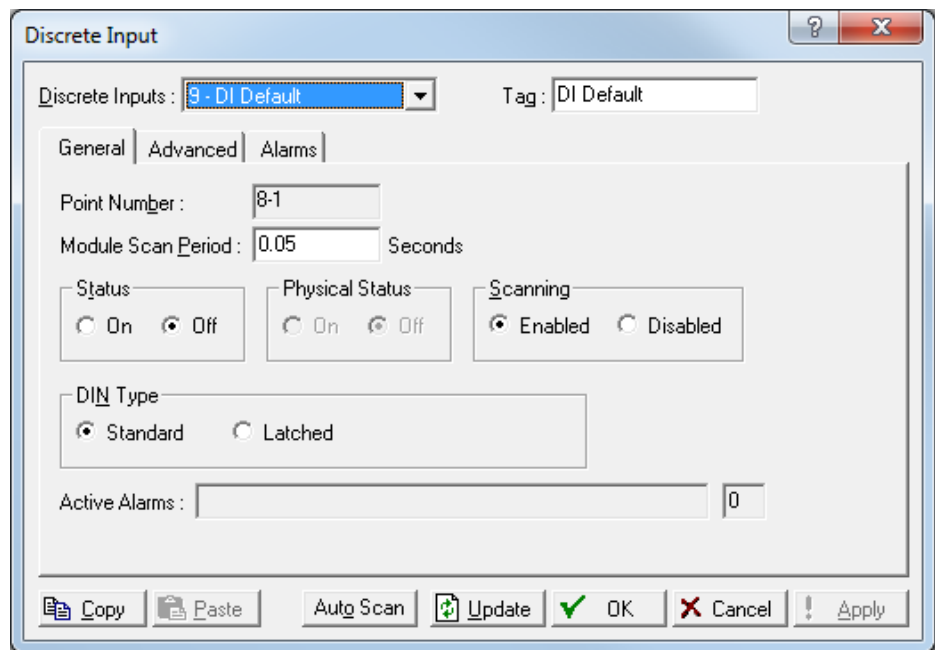 Discrete Input
Discrete Inputs : 9 - DI Default Tag : DI Default
General Advanced Alarms
Point Number : 8-1
Module Scan Period : 0.05 Seconds
Status Physical Status Scanning
On Off On Off Enabled Disabled
DIN Type
Standard Latched
Active Alarms : 0
Copy Paste Auto Scan Update OK Cancel Apply